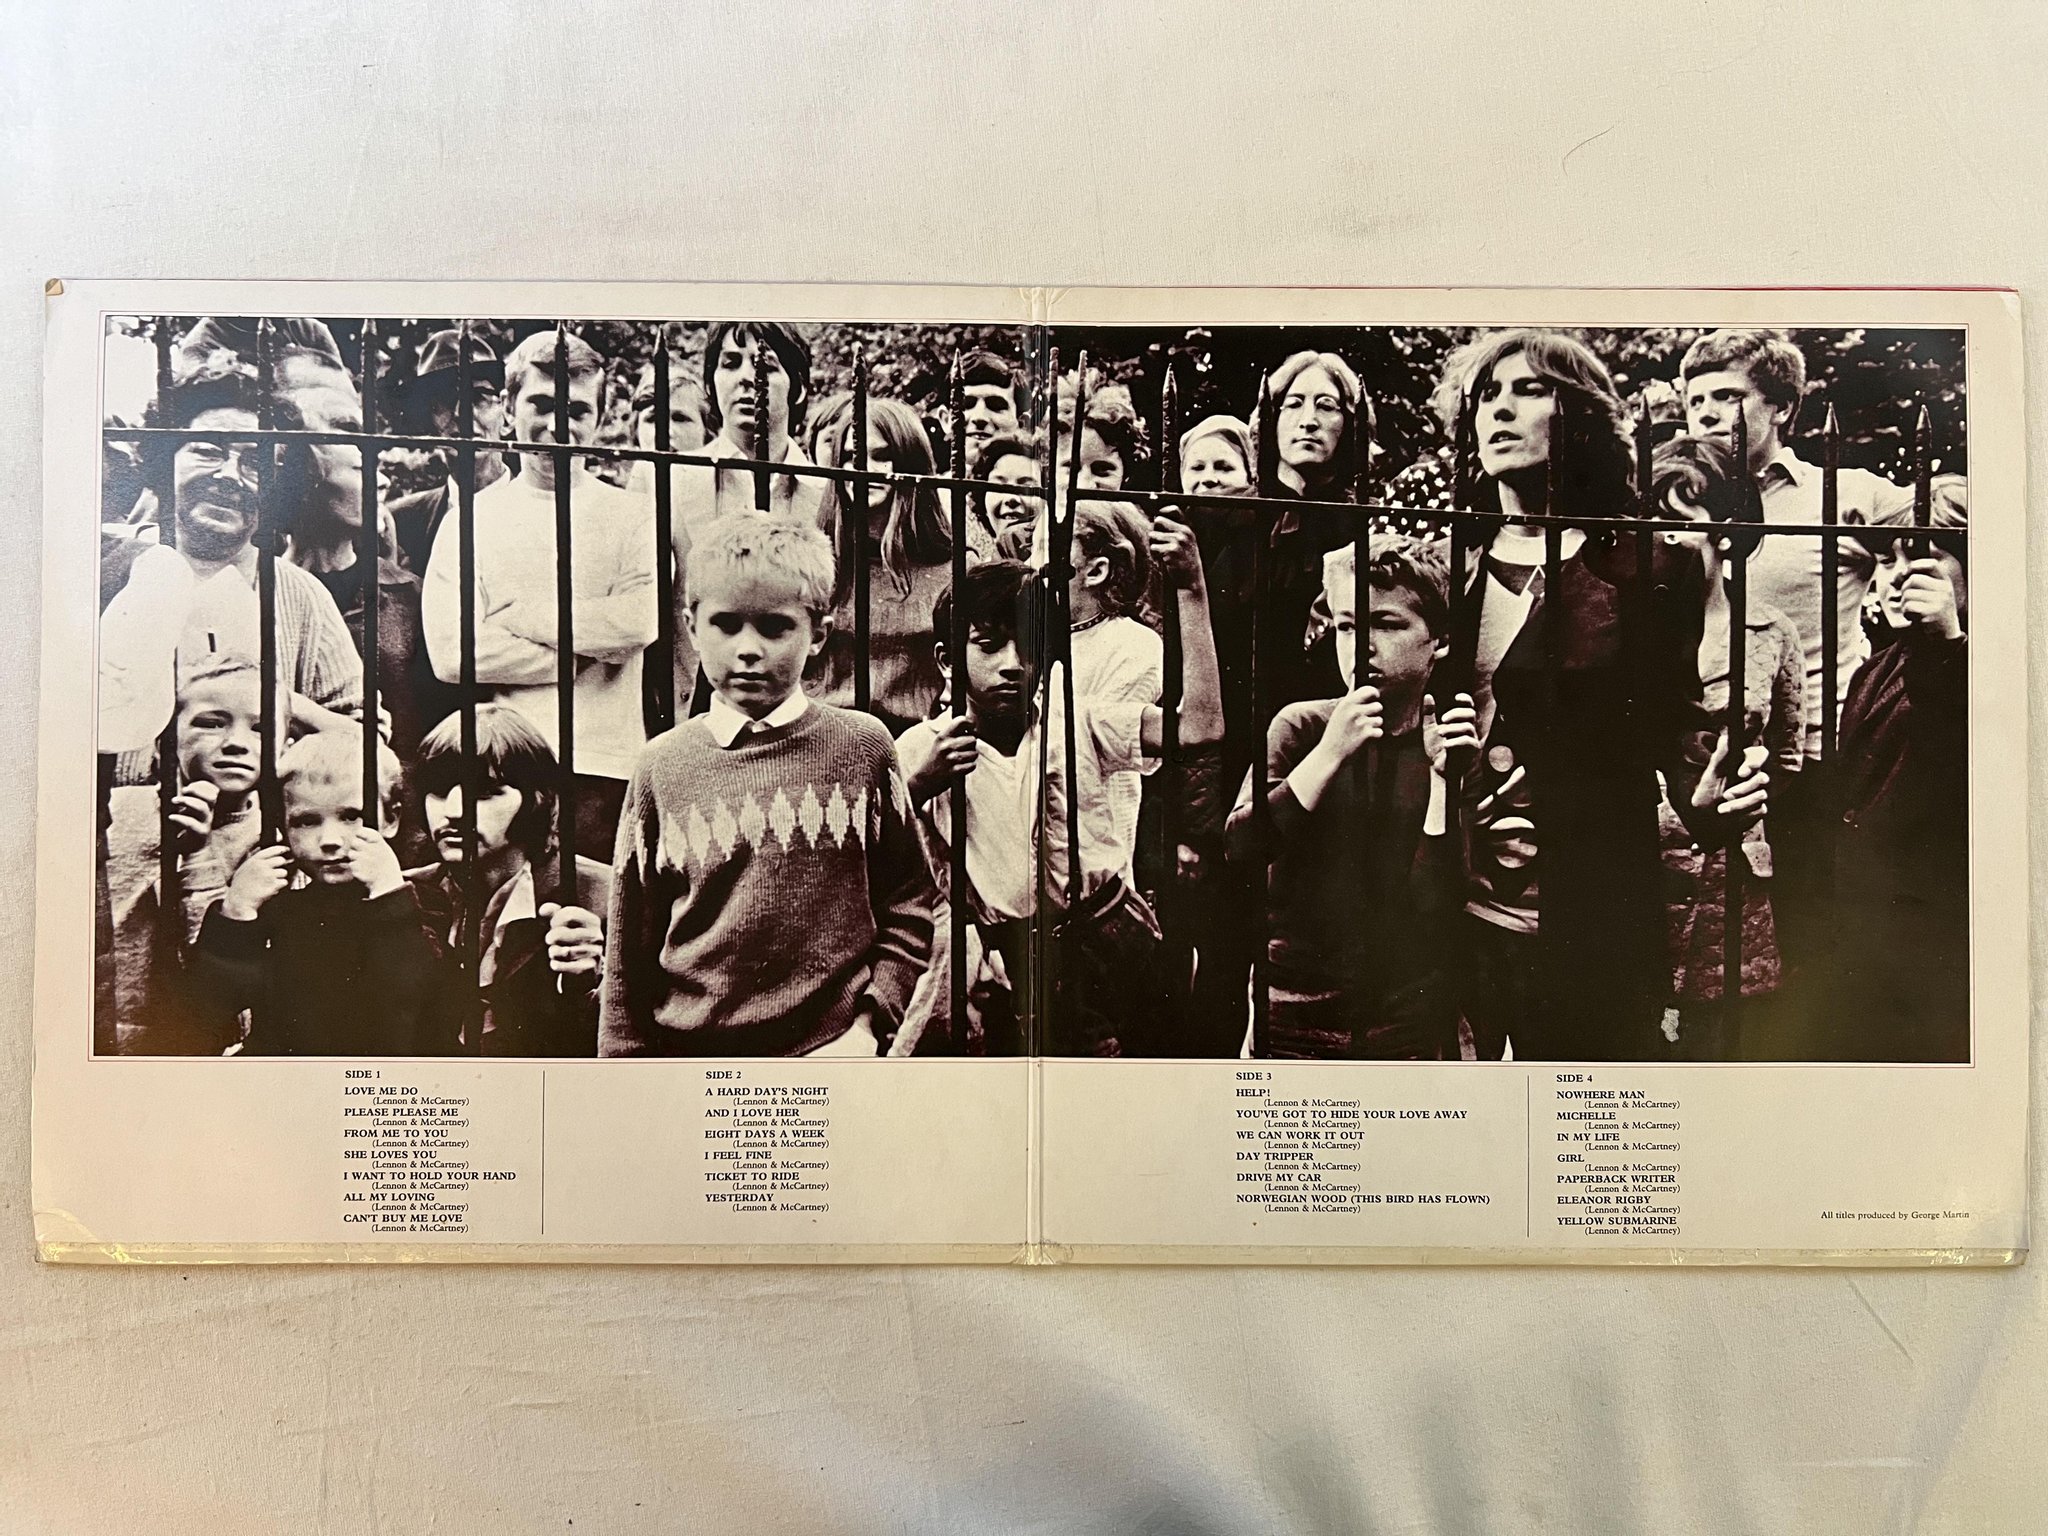 SIDE 1
LOVE ME DO
(Lennon & McCartney)
PLEASE PLEASE ME
(Lennon & McCartney)
FROM ME TO YOU
(Lennon & McCartney)
SHE LOVES YOU
(Lennon & McCartney)
I WANT TO HOLD YOUR HAND
(Lennon & McCartney)
ALL MY LOVING
(Lennon & McCartney)
CAN'T BUY ME LOVE
(Lennon & McCartney)
SIDE 2
A HARD DAY'S NIGHT
(Lennon & McCartney)
AND I LOVE HER
(Lennon & McCartney)
EIGHT DAYS A WEEK
(Lennon & McCartney)
I FEEL FINE
(Lennon & McCartney)
TICKET TO RIDE
(Lennon & McCartney)
YESTERDAY
(Lennon & McCartney)
SIDE 3
HELP!
(Lennon & McCartney)
YOU'VE GOT TO HIDE YOUR LOVE AWAY
(Lennon & McCartney)
WE CAN WORK IT OUT
(Lennon & McCartney)
DAY TRIPPER
(Lennon & McCartney)
DRIVE MY CAR
(Lennon & McCartney)
NORWEGIAN WOOD (THIS BIRD HAS FLOWN)
(Lennon & McCartney)
SIDE 4
NOWHERE MAN
(Lennon & McCartney)
MICHELLE
(Lennon & McCartney)
IN MY LIFE
(Lennon & McCartney)
GIRL
(Lennon & McCartney)
PAPERBACK WRITER
(Lennon & McCartney)
ELEANOR RIGBY
(Lennon & McCartney)
YELLOW SUBMARINE
(Lennon & McCartney)
All titles produced by George Martin